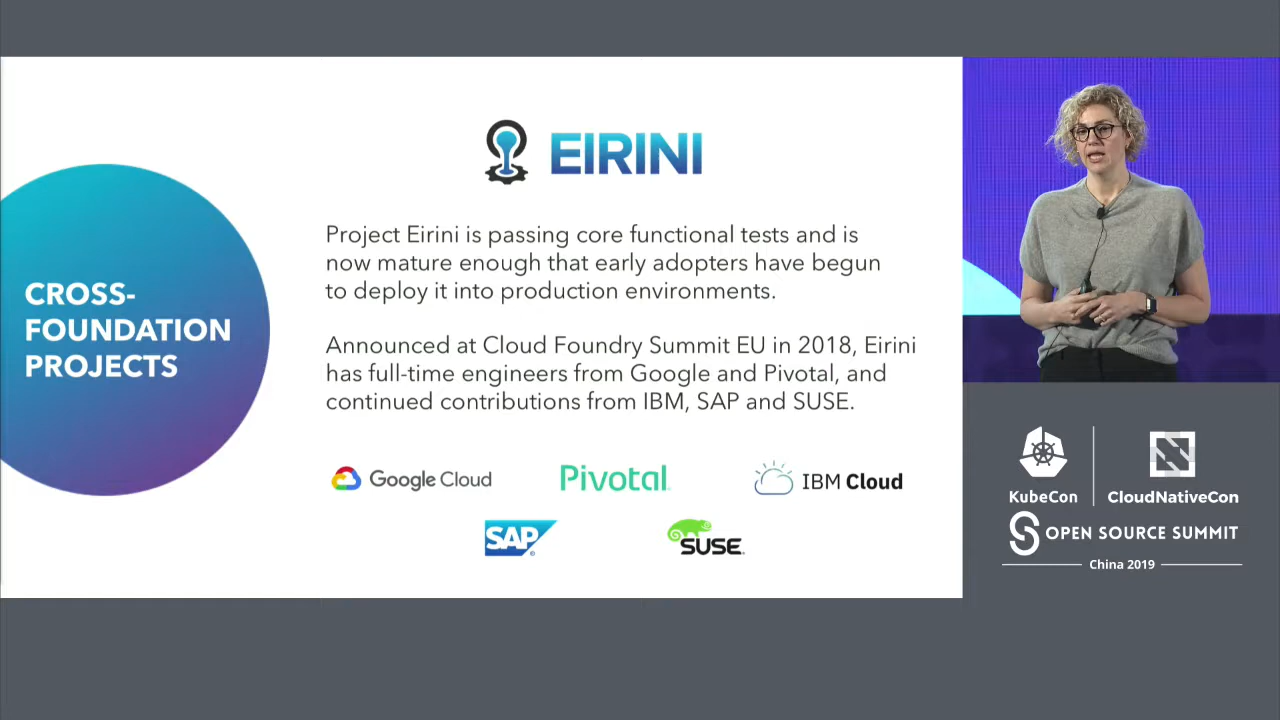 EIRINI
CROSS-
FOUNDATION
PROJECTS
Project Eirini is passing core functional tests and is
now mature enough that early adopters have begun
to deploy it into production environments.
Announced at Cloud Foundry Summit EU in 2018, Eirini
has full-time engineers from Google and Pivotal, and
continued contributions from IBM, SAP and SUSE.
Google Cloud
Pivotal
IBM Cloud
SAP
SUSE
KubeCon
CloudNativeCon
OPEN SOURCE SUMMIT
China 2019